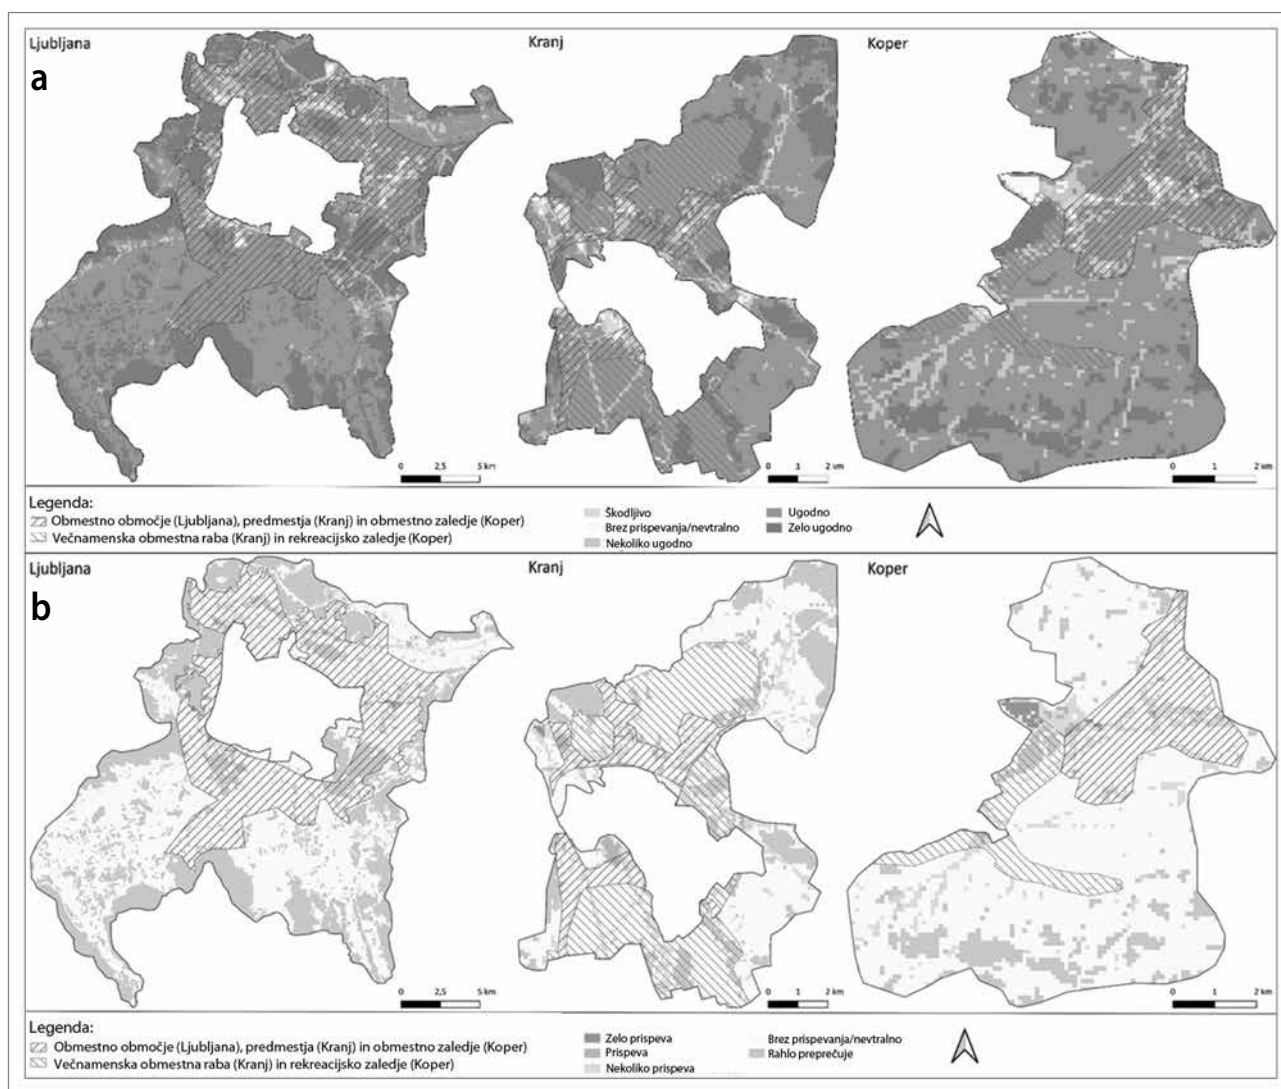 Ljubljana
Kranj
Koper
a
0 2,5 5 km
0 1 2 km
0 1 2 km
Legenda:
Obmestno območje (Ljubljana), predmestja (Kranj) in obmestno zaledje (Koper)
Večnamenska obmestna raba (Kranj) in rekreacijsko zaledje (Koper)
Škodljivo
Brez prispevanja/nevtralno
Nekoliko ugodno
Ugodno
Zelo ugodno
Ljubljana
Kranj
Koper
b
0 2,5 5 km
0 1 2 km
0 1 2 km
Legenda:
Obmestno območje (Ljubljana), predmestja (Kranj) in obmestno zaledje (Koper)
Večnamenska obmestna raba (Kranj) in rekreacijsko zaledje (Koper)
Zelo prispeva
Prispeva
Nekoliko prispeva
Brez prispevanja/nevtralno
Rahlo preprečuje